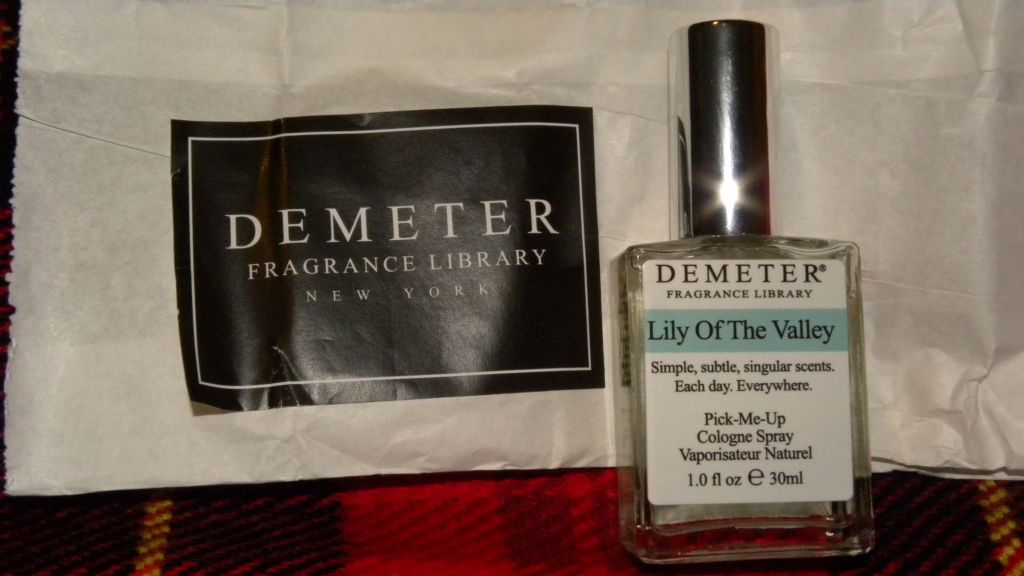 DEMETER
FRAGRANCE LIBRARY
NEW YORK
DEMETER®
FRAGRANCE LIBRARY
Lily Of The Valley
Simple, subtle, singular scents.
Each day. Everywhere.
Pick-Me-Up
Cologne Spray
Vaporisateur Naturel
1.0 fl oz ℮ 30ml